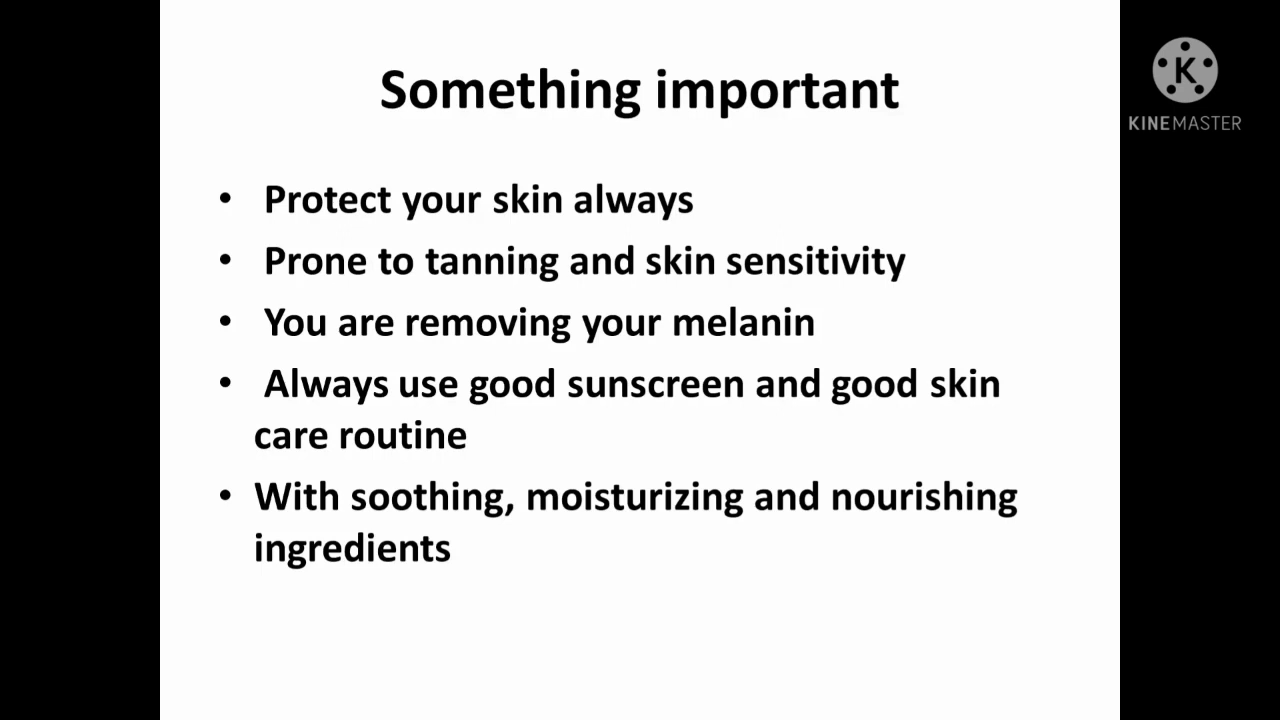 Something important
K
KINEMASTER
• Protect your skin always
• Prone to tanning and skin sensitivity
• You are removing your melanin
• Always use good sunscreen and good skin
care routine
• With soothing, moisturizing and nourishing
ingredients